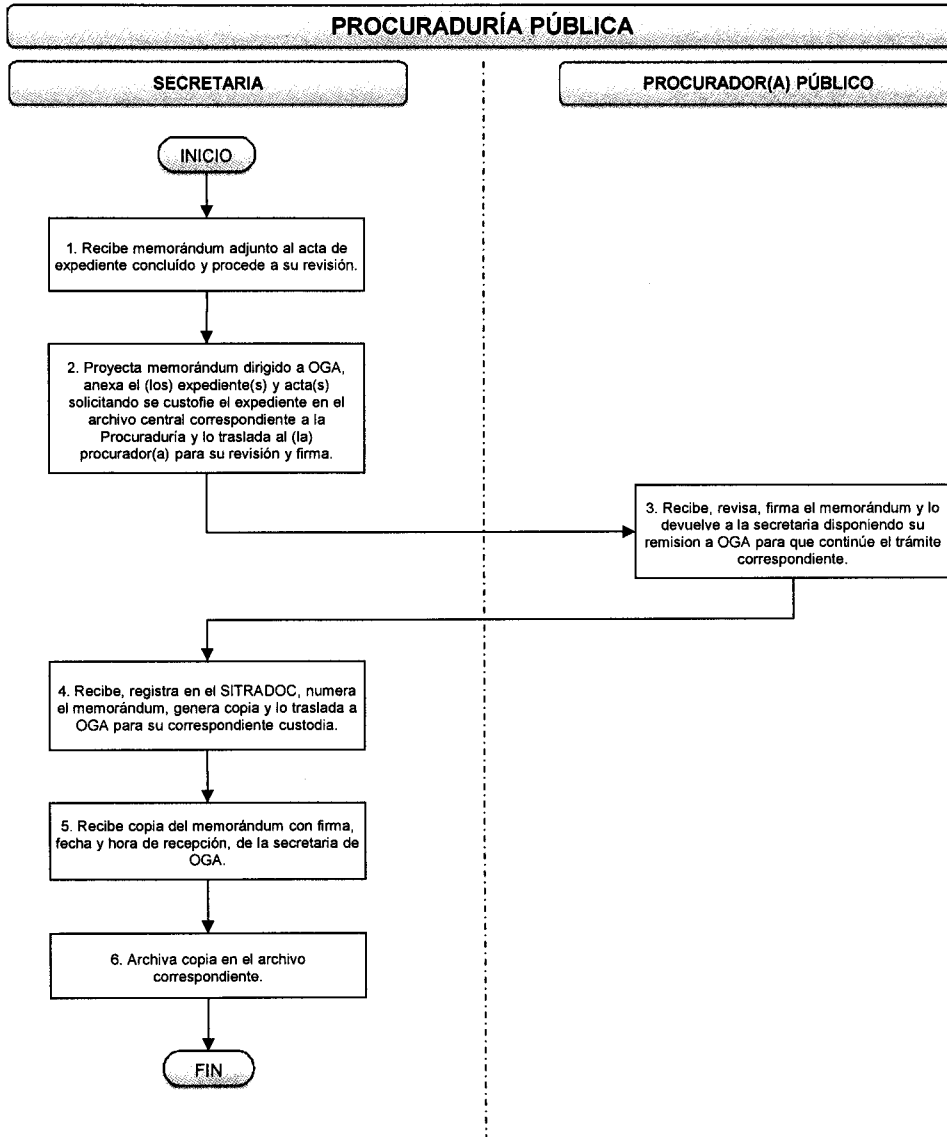 PROCURADURÍA PÚBLICA
SECRETARIA
PROCURADOR(A) PÚBLICO
INICIO
1. Recibe memorándum adjunto al acta de
expediente concluído y procede a su revisión.
2. Proyecta memorándum dirigido a OGA,
anexa el (los) expediente(s) y acta(s)
solicitando se custofie el expediente en el
archivo central correspondiente a la
Procuraduría y lo traslada al (la)
procurador(a) para su revisión y firma.
3. Recibe, revisa, firma el memorándum y lo
devuelve a la secretaria disponiendo su
remision a OGA para que continúe el trámite
correspondiente.
4. Recibe, registra en el SITRADOC, numera
el memorándum, genera copia y lo traslada a
OGA para su correspondiente custodia.
5. Recibe copia del memorándum con firma,
fecha y hora de recepción, de la secretaria de
OGA.
6. Archiva copia en el archivo
correspondiente.
FIN